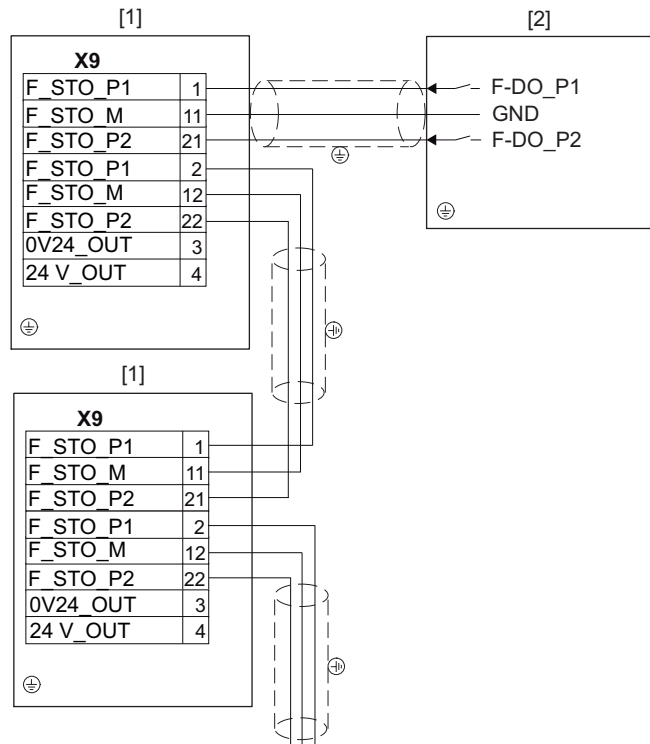 [1]
[2]
X9
F_STO_P1 1
F_STO_M 11
F_STO_P2 21
F_STO_P1 2
F_STO_M 12
F_STO_P2 22
0V24_OUT 3
24 V_OUT 4
F-DO_P1
GND
F-DO_P2
[1]
X9
F_STO_P1 1
F_STO_M 11
F_STO_P2 21
F_STO_P1 2
F_STO_M 12
F_STO_P2 22
0V24_OUT 3
24 V_OUT 4